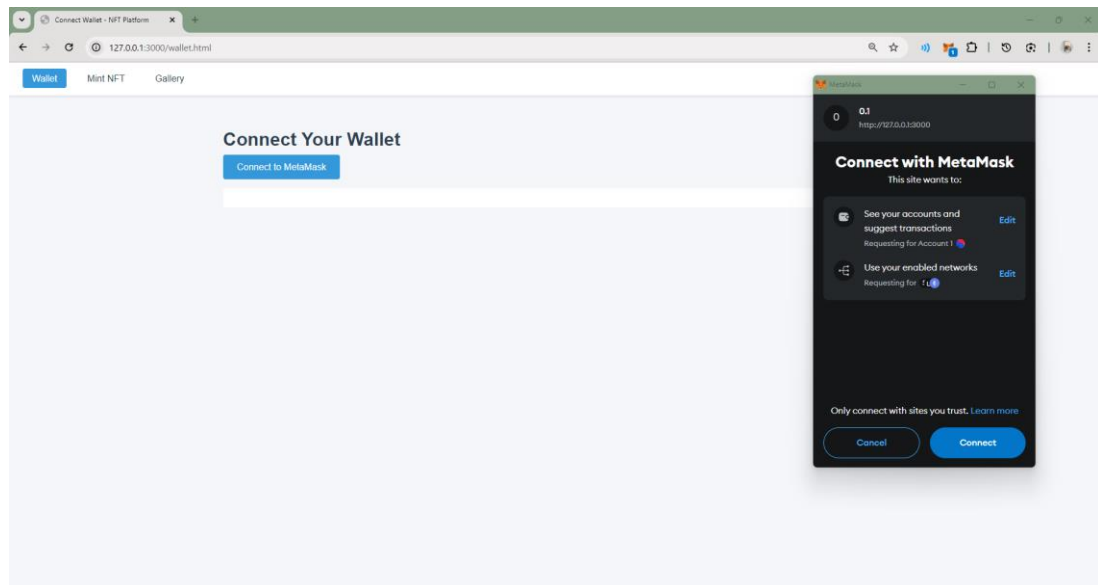 Connect Wallet - NFT Platform
127.0.0.1:3000/wallet.html
Wallet Mint NFT Gallery
Connect Your Wallet
Connect to MetaMask
MetaMask
0
0.1
http://127.0.0.1:3000
Connect with MetaMask
This site wants to:
See your accounts and
suggest transactions
Edit
Requesting for Account 1
Use your enabled networks
Edit
Requesting for
Only connect with sites you trust. Learn more
Cancel Connect